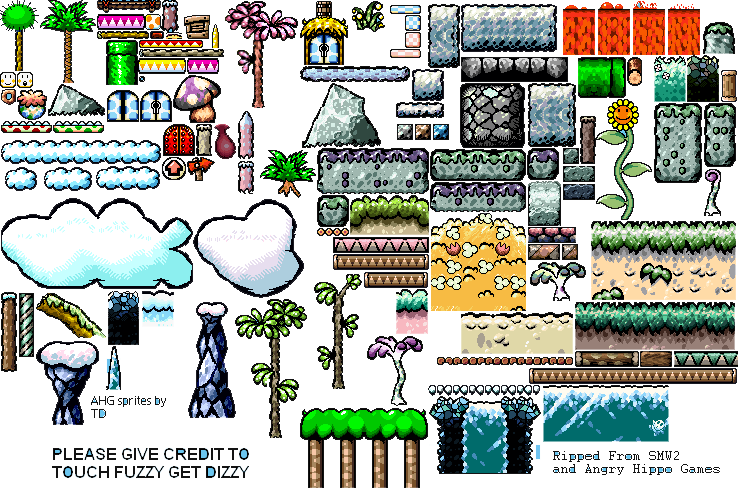 AHG sprites by
TD
PLEASE GIVE CREDIT TO
TOUCH FUZZY GET DIZZY
Ripped From SMW2
and Angry Hippo Games